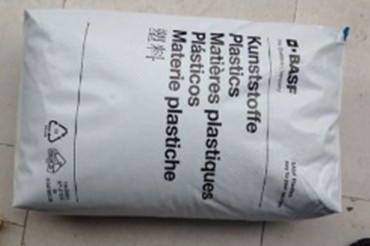 BASF
Kunststoffe
Plastics
Matières plastiques
Plásticos
Materie plastiche
塑料